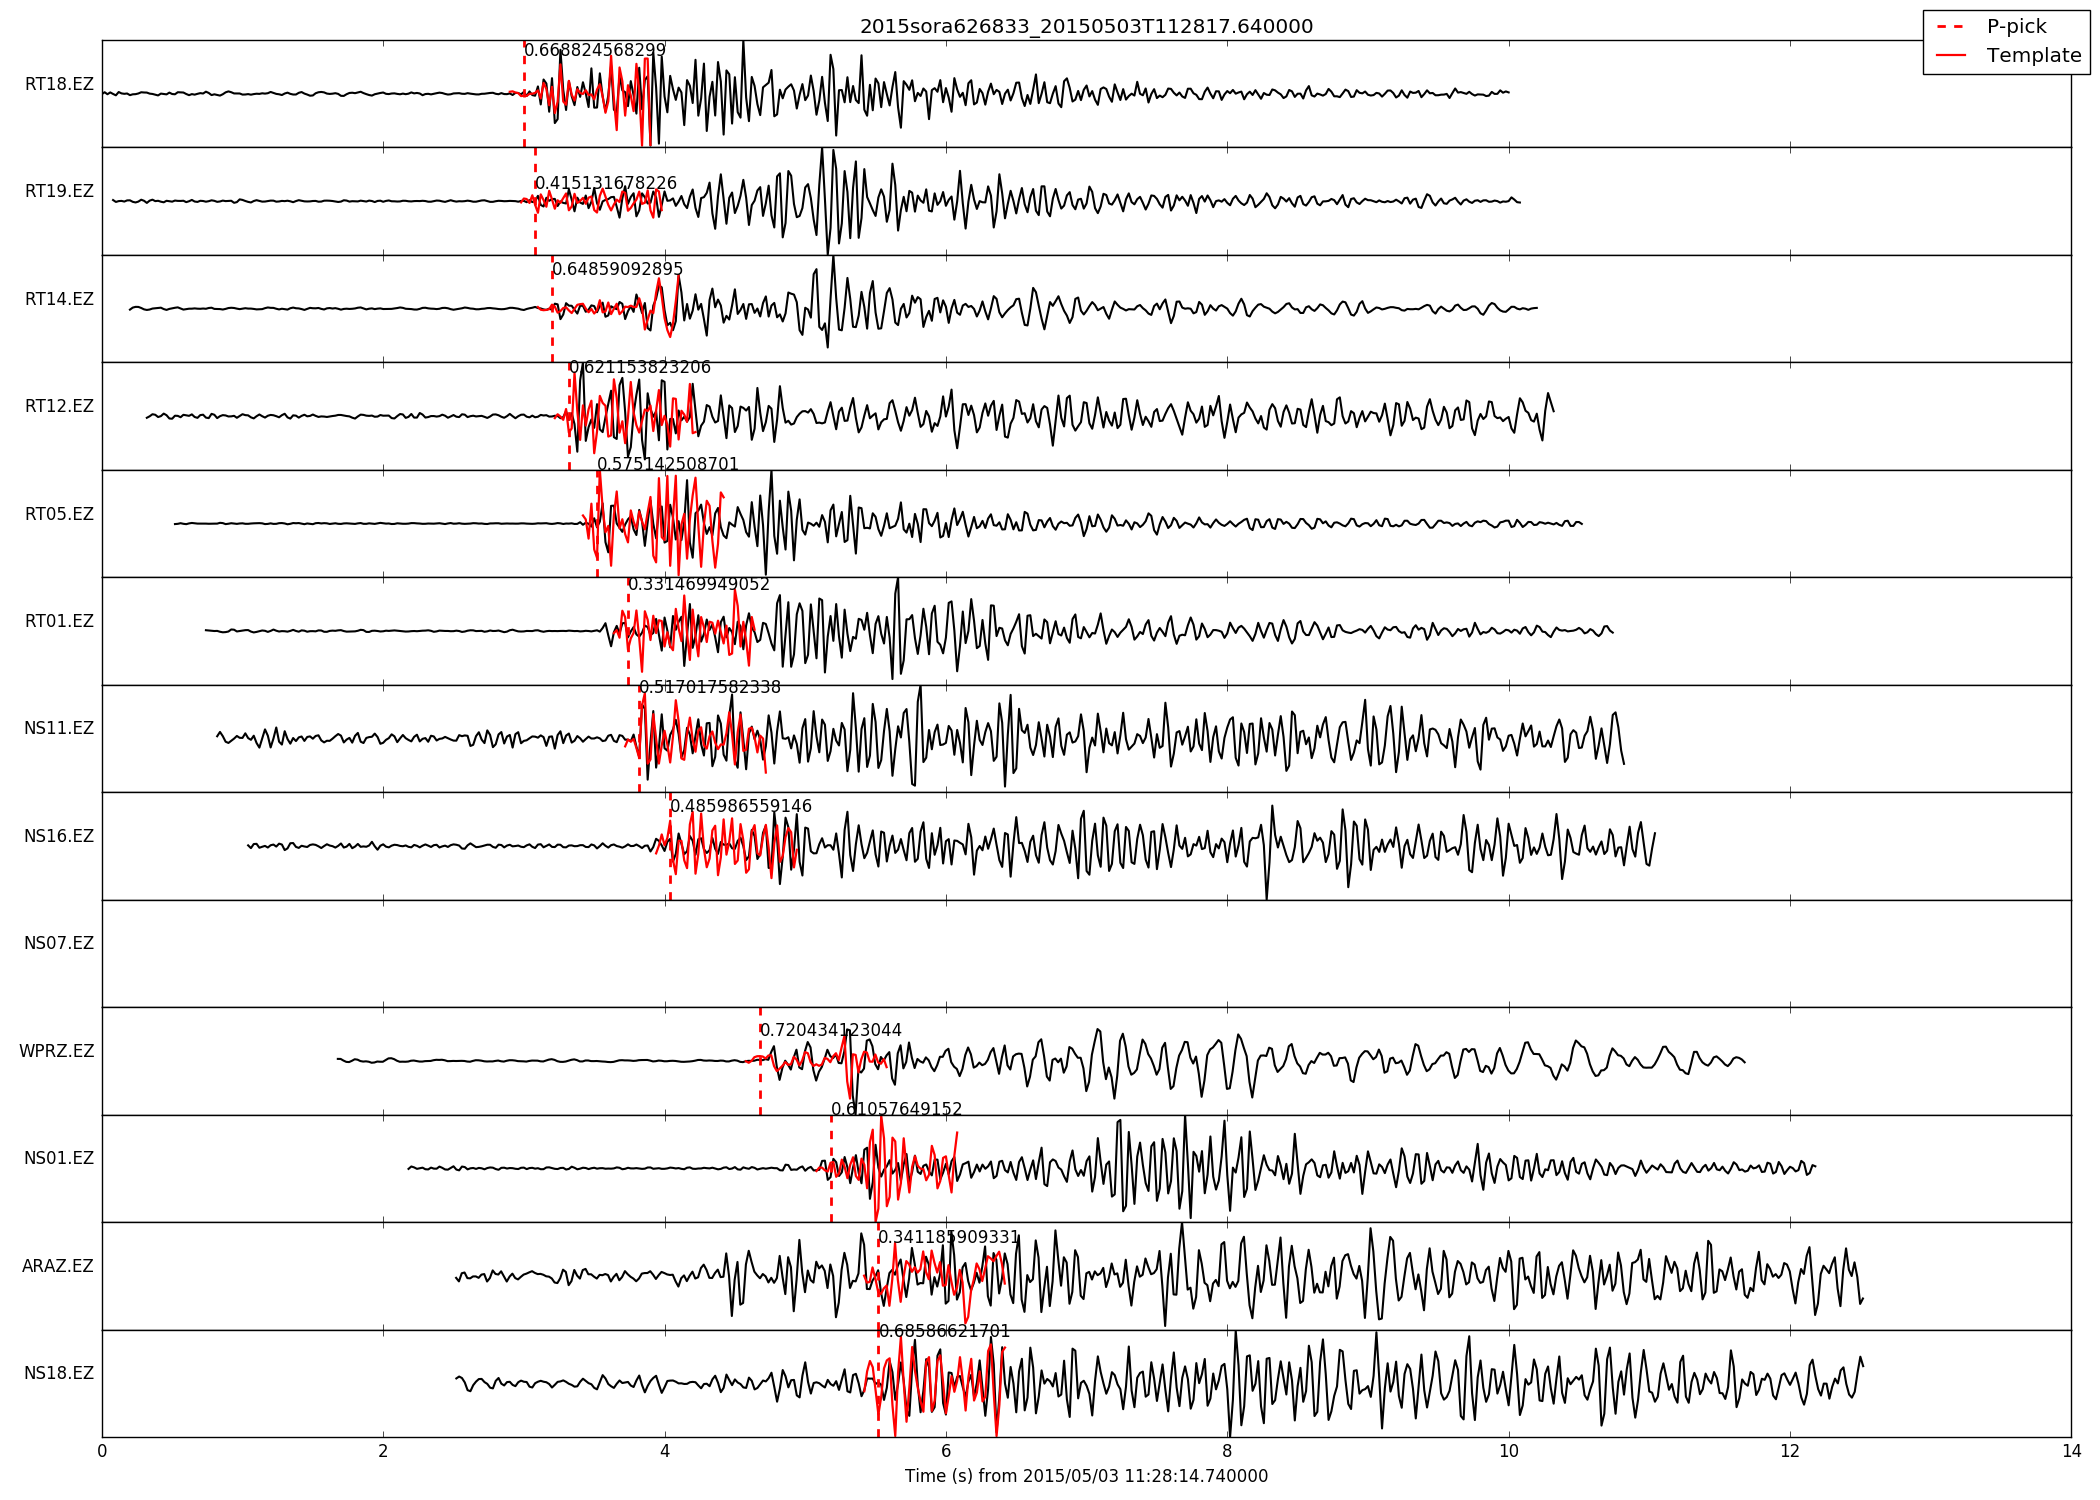 2015sora626833_20150503T112817.640000
P-pick
Template
RT18.EZ
0.668824568299
RT19.EZ
0.415131678226
RT14.EZ
0.64859092895
RT12.EZ
0.621153823206
RT05.EZ
0.575142508701
RT01.EZ
0.331469949052
NS11.EZ
0.517017582338
NS16.EZ
0.485986559146
NS07.EZ
WPRZ.EZ
0.720434123044
NS01.EZ
0.61057649152
ARAZ.EZ
0.341185909331
NS18.EZ
0.68586621701
0 2 4 6 8 10 12 14
Time (s) from 2015/05/03 11:28:14.740000